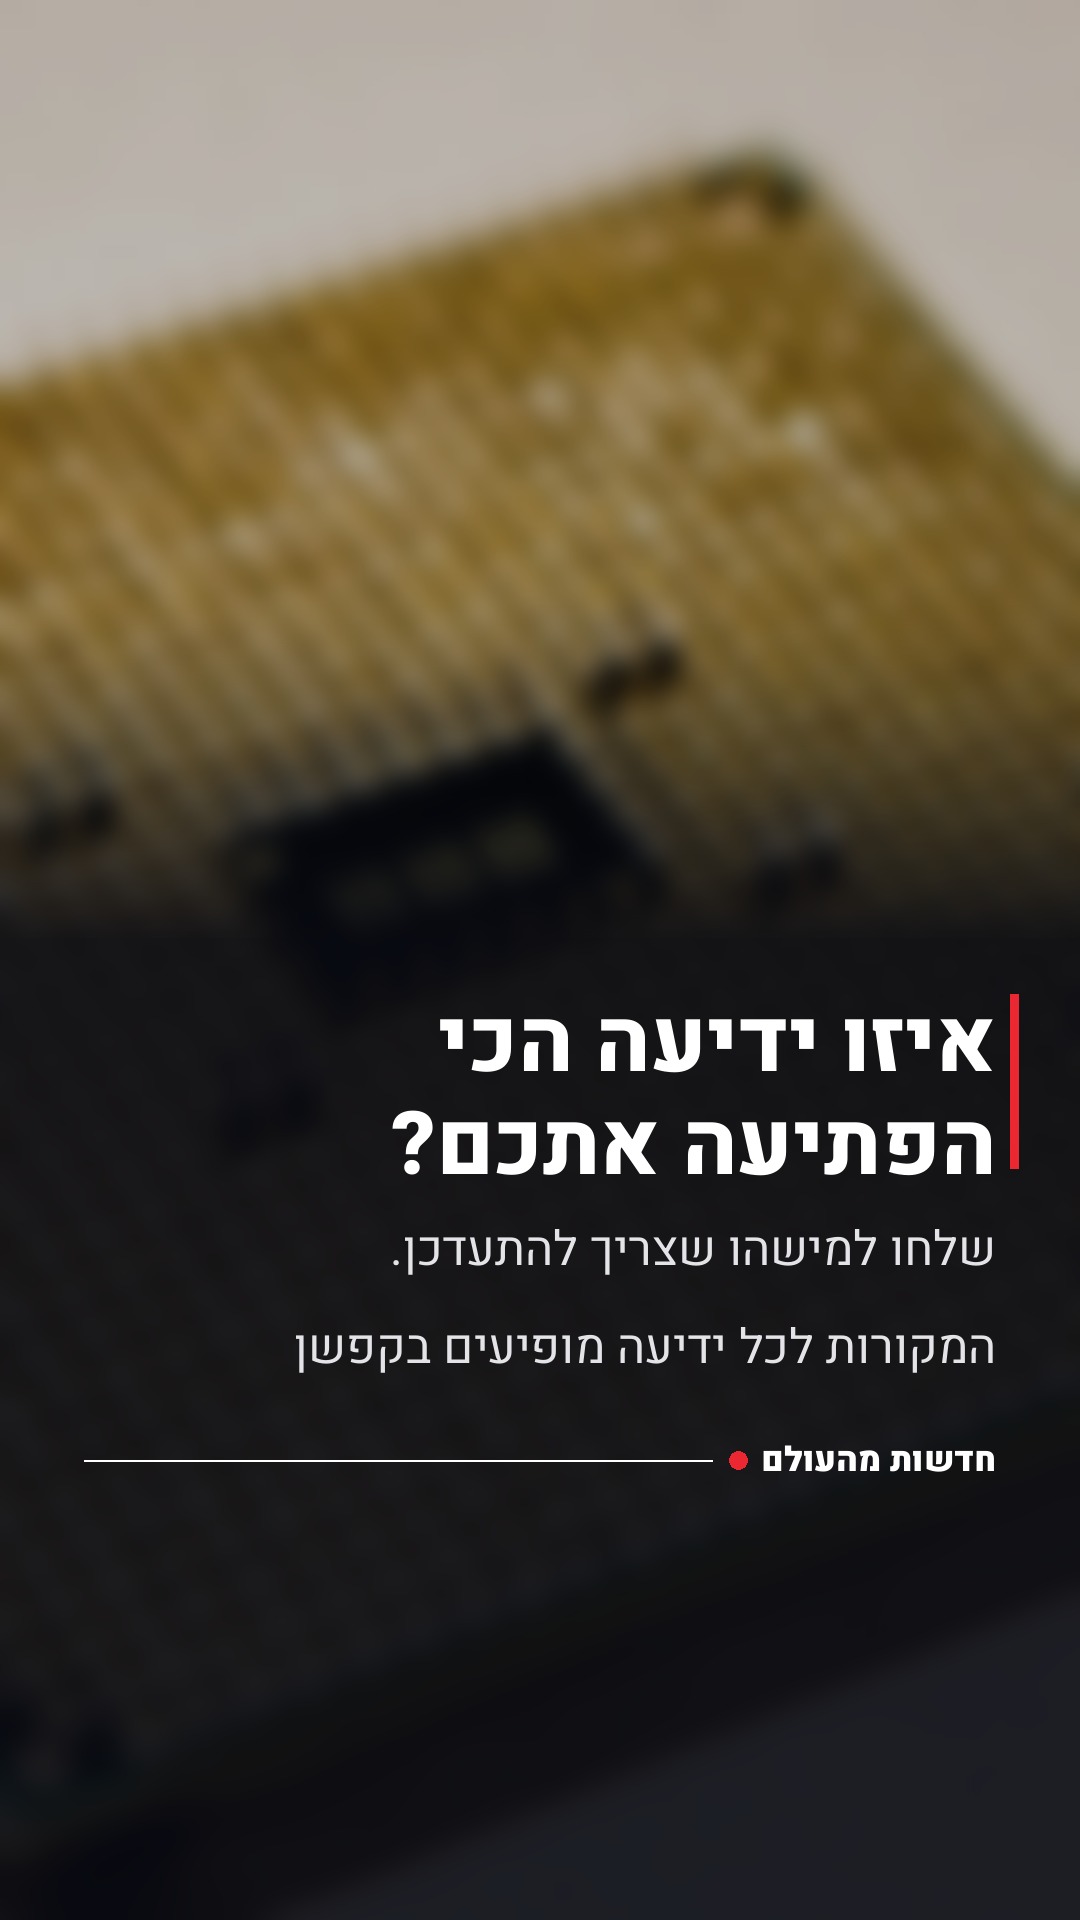 איזו ידיעה הכי
הפתיעה אתכם?
שלחו למישהו שצריך להתעדכן.
המקורות לכל ידיעה מופיעים בקפשן
חדשות מהעולם